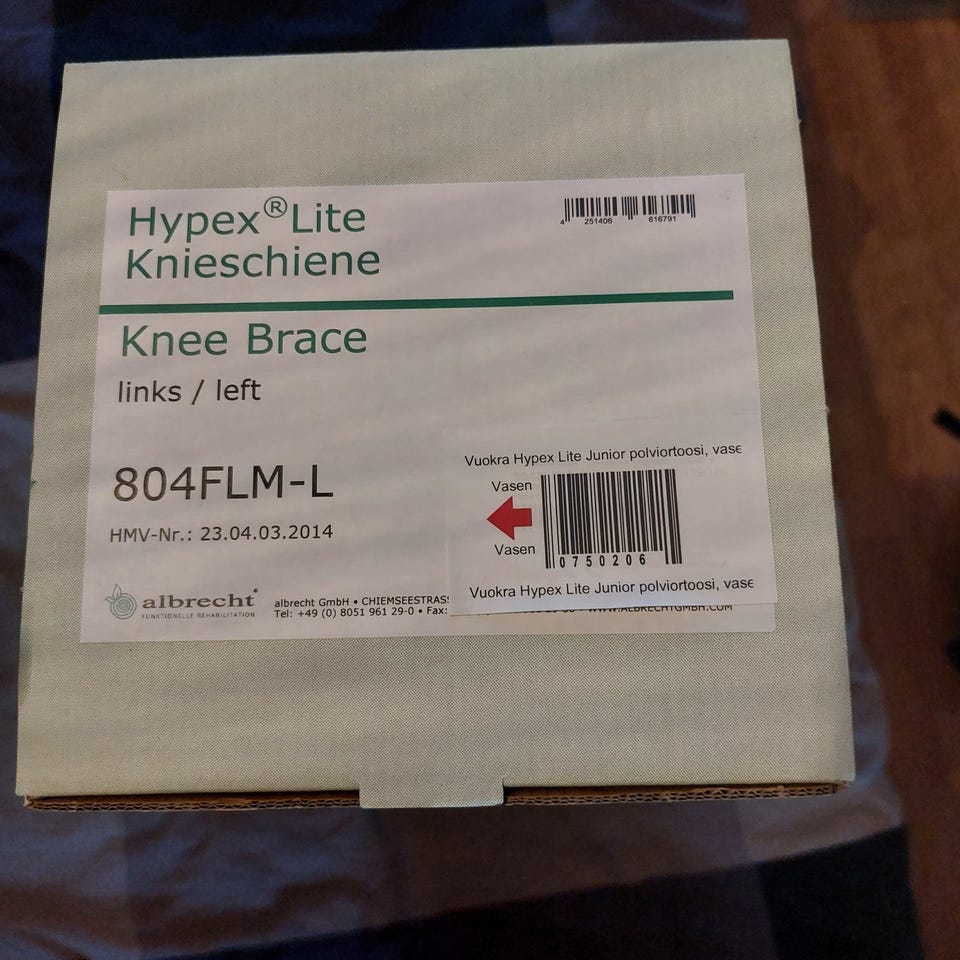 Hypex®Lite
Knieschiene
4 251406 616791
Knee Brace
links / left
804FLM-L
HMV-Nr.: 23.04.03.2014
Vuokra Hypex Lite Junior polviortoosi, vase
Vasen
Vasen
0750206
Vuokra Hypex Lite Junior polviortoosi, vase
albrecht
FUNKTIONELLE REHABILITATION
albrecht GmbH • CHIEMSEESTRASS
Tel: +49 (0) 8051 961 29-0 • Fax: WWW.ALBRECHTGMBH.COM